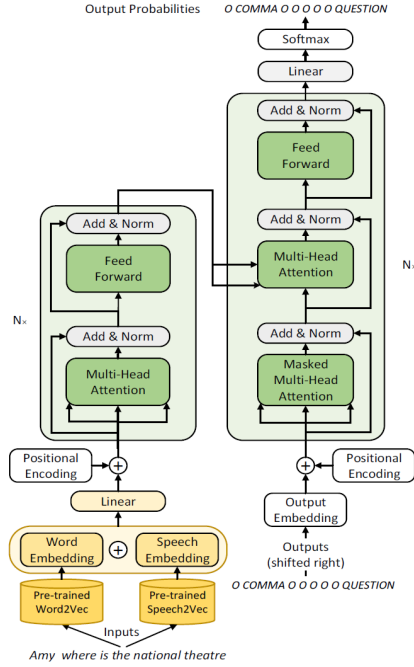 Output Probabilities
O COMMA O O O O O QUESTION
Softmax
Linear
Add & Norm
Feed
Forward
Add & Norm
Multi-Head
Attention
Add & Norm
Masked
Multi-Head
Attention
N×
Positional
Encoding
+
Output
Embedding
Outputs
(shifted right)
O COMMA O O O O O QUESTION
Add & Norm
Feed
Forward
N×
Add & Norm
Multi-Head
Attention
Positional
Encoding
+
Linear
Word
Embedding
+
Speech
Embedding
Pre-trained
Word2Vec
Pre-trained
Speech2Vec
Inputs
Amy where is the national theatre